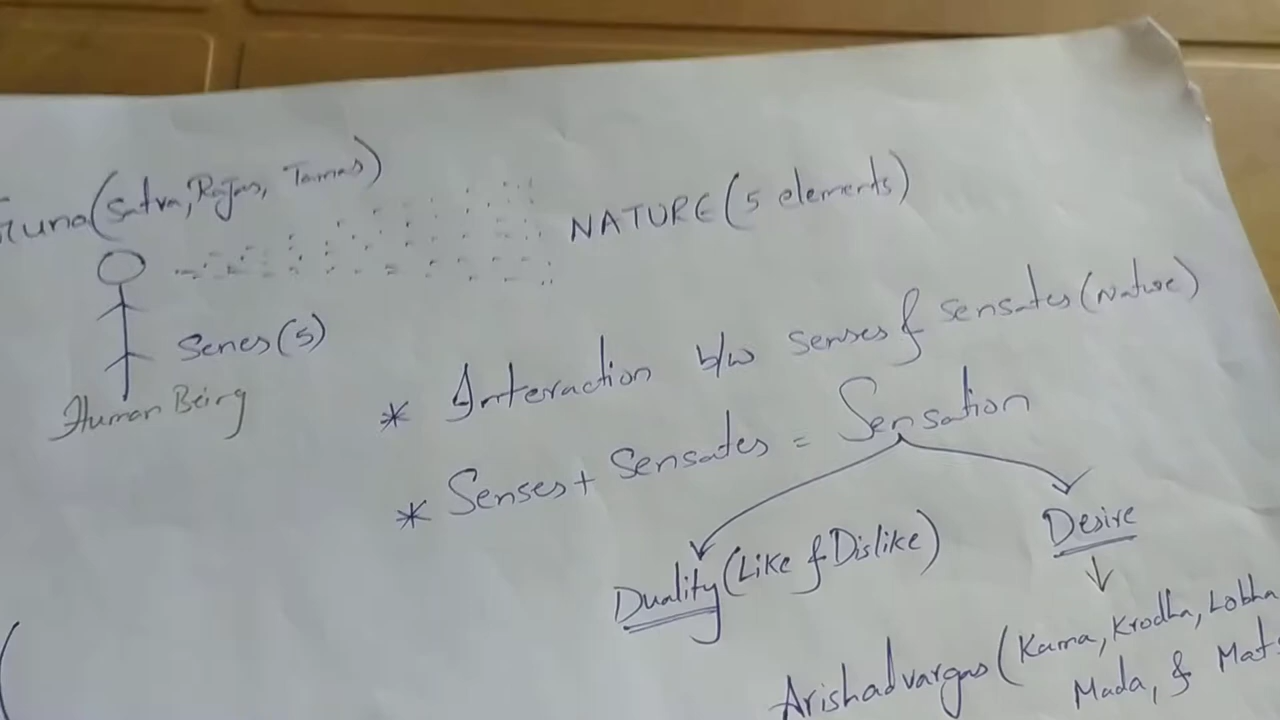 Guna(Satva, Rajas, Tamas)
NATURE (5 elements)
Senes(5)
Human Being
* Interaction b/w senses & sensates (Nature)
* Senses + Sensates = Sensation
Duality (Like & Dislike)
Desire
Arishadvargas (Kama, Krodha, Lobha
Mada, & Mats